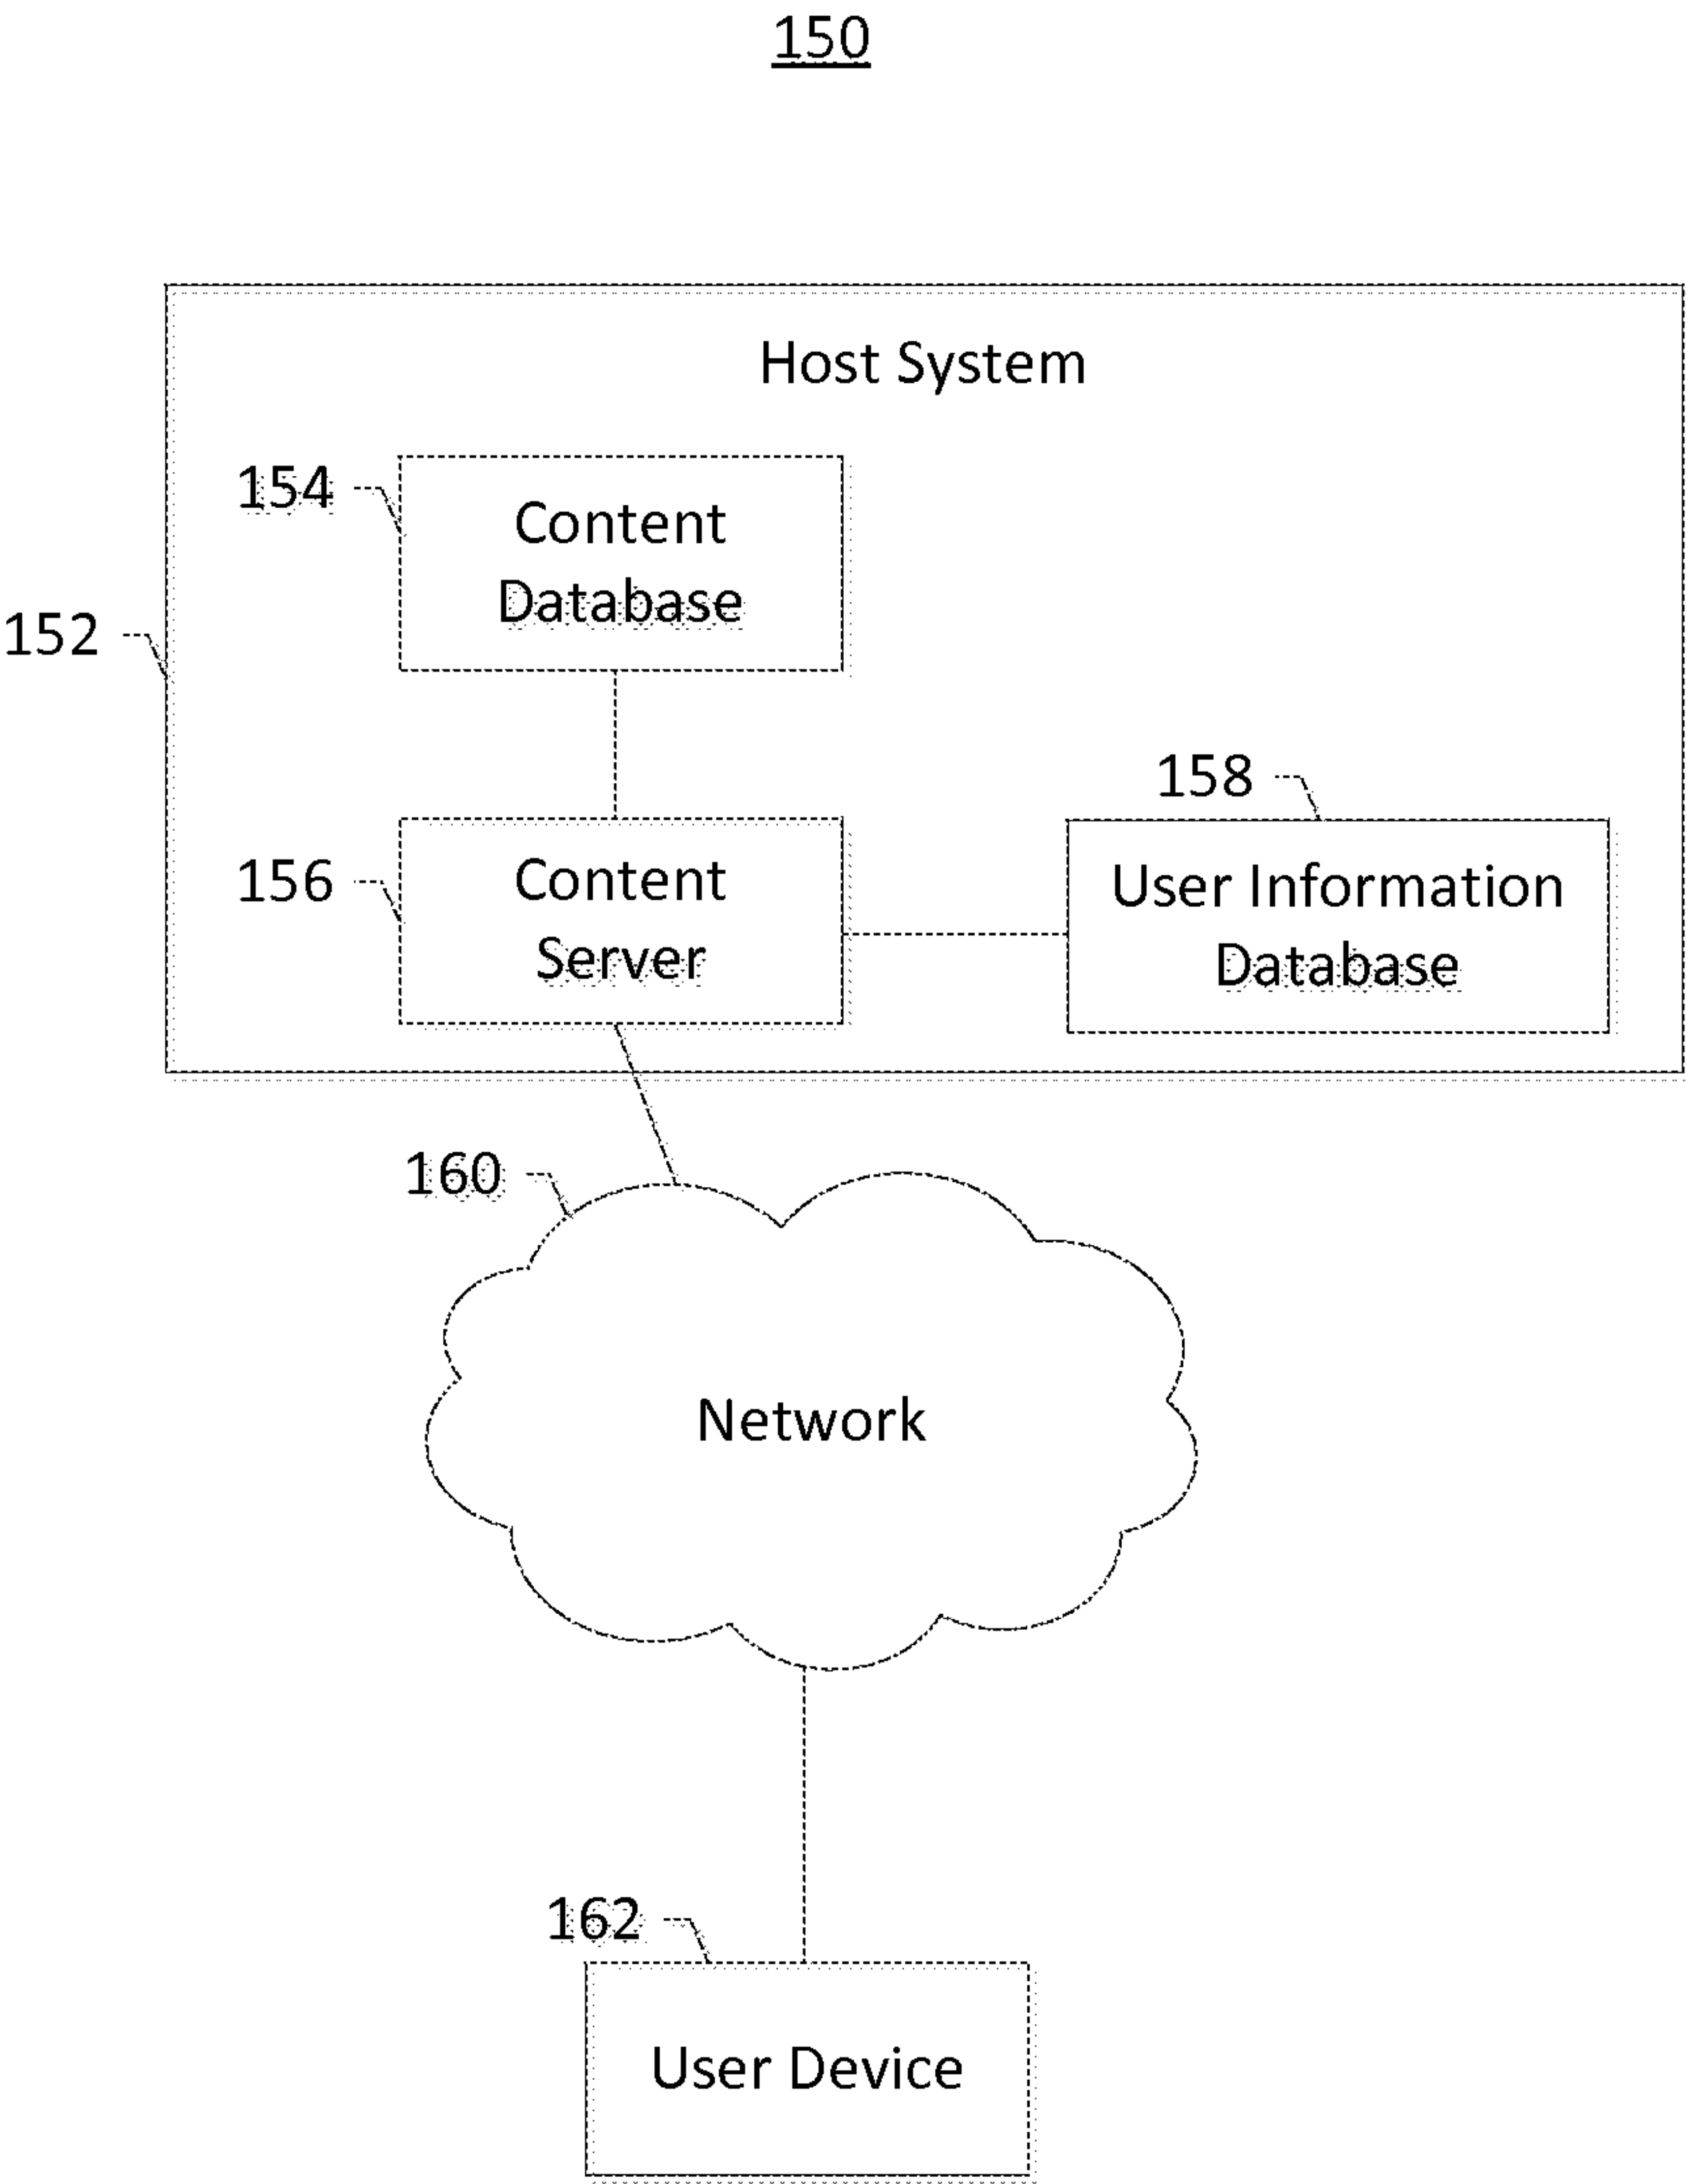 150
Host System
154
Content
Database
152
158
156
Content
Server
User Information
Database
160
Network
162
User Device